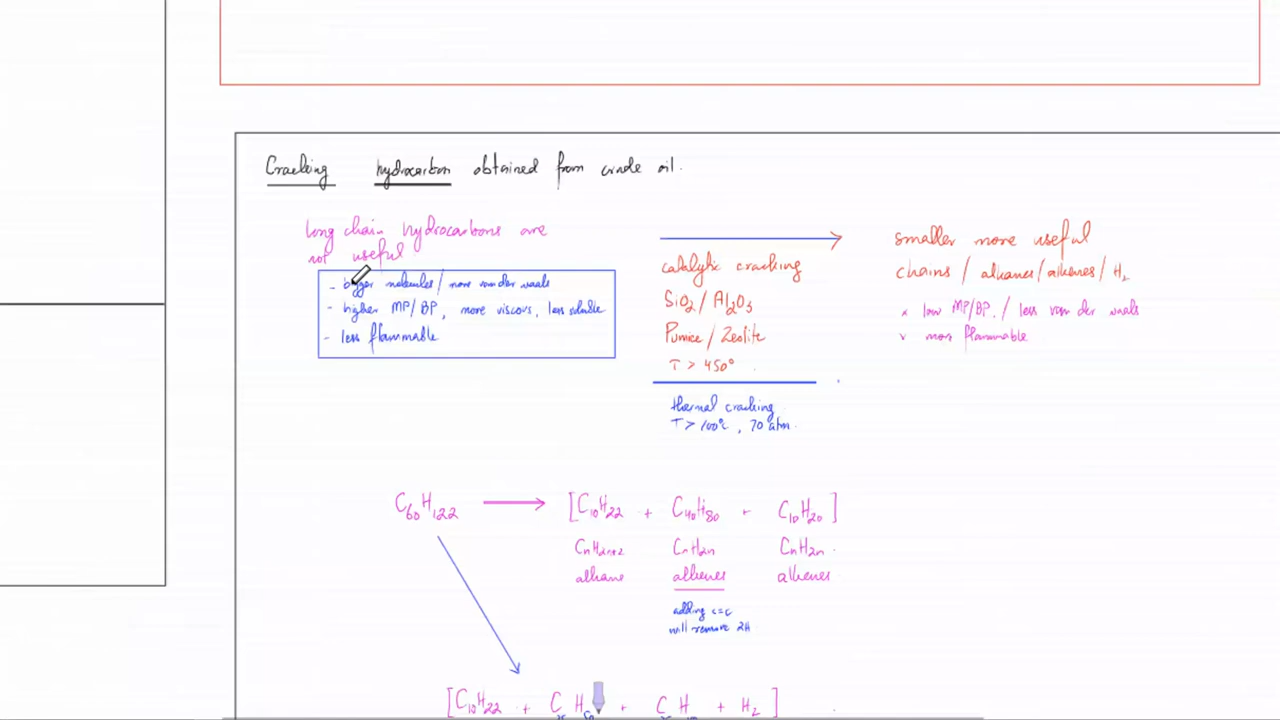 Cracking hydrocarbon obtained from crude oil.
long chain hydrocarbons are
not useful
- bigger molecules / more van der waals
- higher MP/BP, more viscous, less soluble
- less flammable
catalytic cracking
SiO2 / Al2O3
Pumice / Zeolite
T > 450°
thermal cracking
T > 100°C, 70 atm
smaller more useful
chains / alkanes / alkenes / H2
x low MP/BP. / less van der waals
v more flammable
C60H122 → [C10H22 + C40H80 + C10H20]
CnH2n+2 CnH2n CnH2n
alkane alkenes alkenes
adding c=c
will remove 2H
[C10H22 + C H + C H + H2]